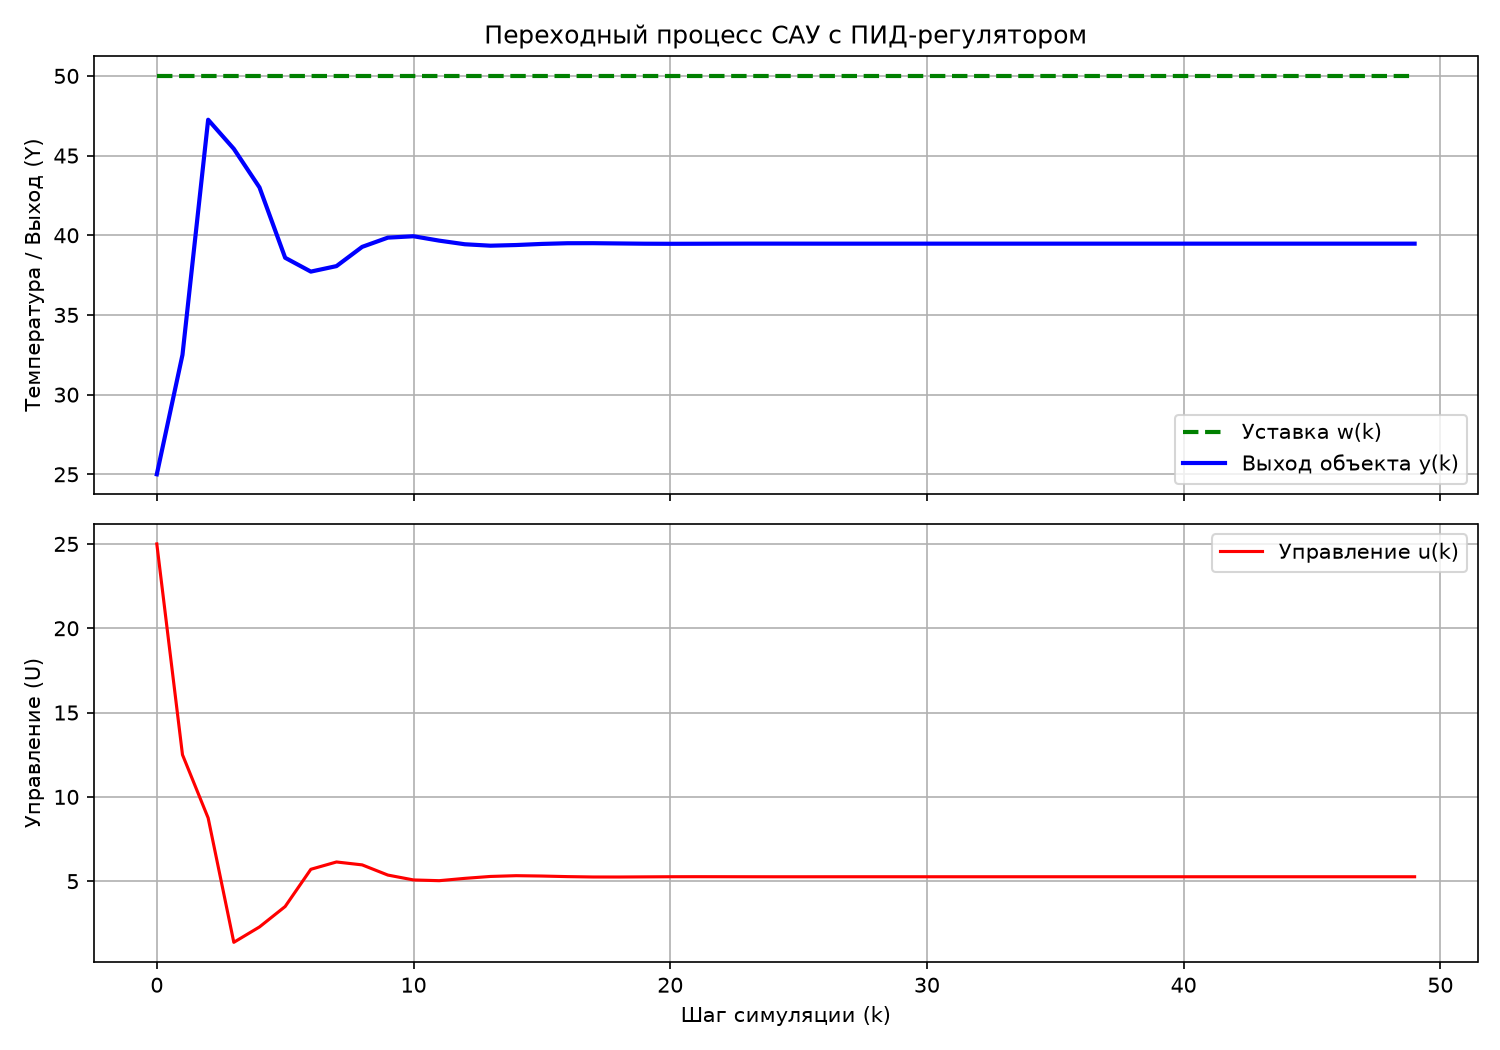 Переходный процесс САУ с ПИД-регулятором
Температура / Выход (Y)
50
45
40
35
30
25
Уставка w(k)
Выход объекта y(k)
Управление (U)
25
20
15
10
5
Управление u(k)
0 10 20 30 40 50
Шаг симуляции (k)